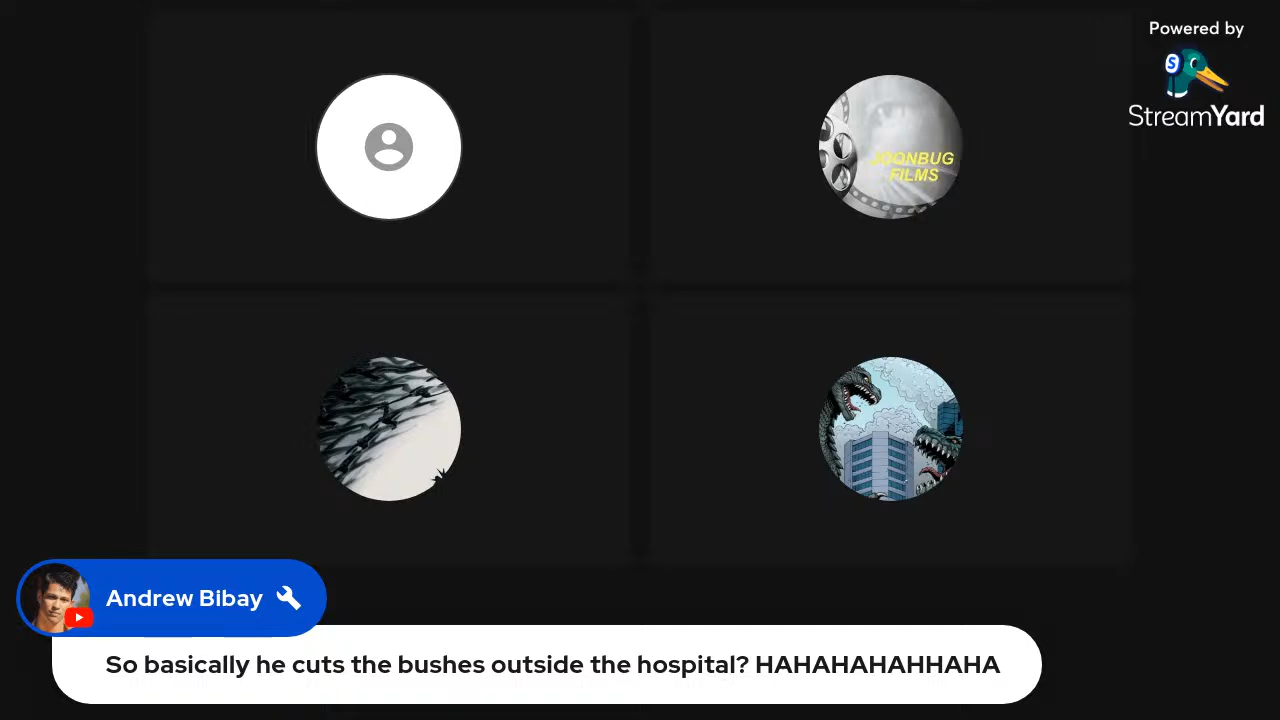 Powered by
StreamYard
JOONBUG
FILMS
Andrew Bibay
So basically he cuts the bushes outside the hospital? HAHAHAHAHHAHA